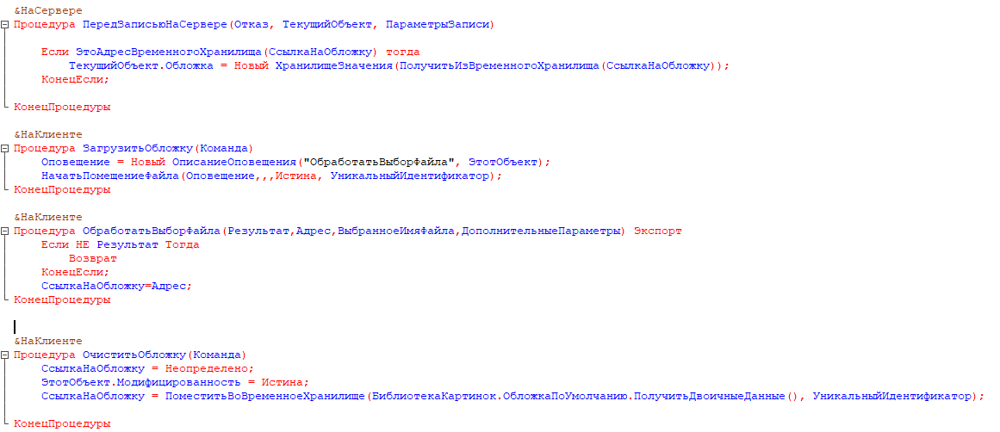 &НаСервере
Процедура ПередЗаписьюНаСервере(Отказ, ТекущийОбъект, ПараметрыЗаписи)
Если ЭтоАдресВременногоХранилища(СсылкаНаОбложку) тогда
ТекущийОбъект.Обложка = Новый ХранилищеЗначения(ПолучитьИзВременногоХранилища(СсылкаНаОбложку));
КонецЕсли;
КонецПроцедуры
&НаКлиенте
Процедура ЗагрузитьОбложку(Команда)
Оповещение = Новый ОписаниеОповещения("ОбработатьВыборФайла", ЭтотОбъект);
НачатьПомещениеФайла(Оповещение,,,Истина, УникальныйИдентификатор);
КонецПроцедуры
&НаКлиенте
Процедура ОбработатьВыборФайла(Результат,Адрес,ВыбранноеИмяФайла,ДополнительныеПараметры) Экспорт
Если НЕ Результат Тогда
Возврат
КонецЕсли;
СсылкаНаОбложку=Адрес;
КонецПроцедуры
&НаКлиенте
Процедура ОчиститьОбложку(Команда)
СсылкаНаОбложку = Неопределено;
ЭтотОбъект.Модифицированность = Истина;
СсылкаНаОбложку = ПоместитьВоВременноеХранилище(БиблиотекаКартинок.ОбложкаПоУмолчанию.ПолучитьДвоичныеДанные(), УникальныйИдентификатор);
КонецПроцедуры